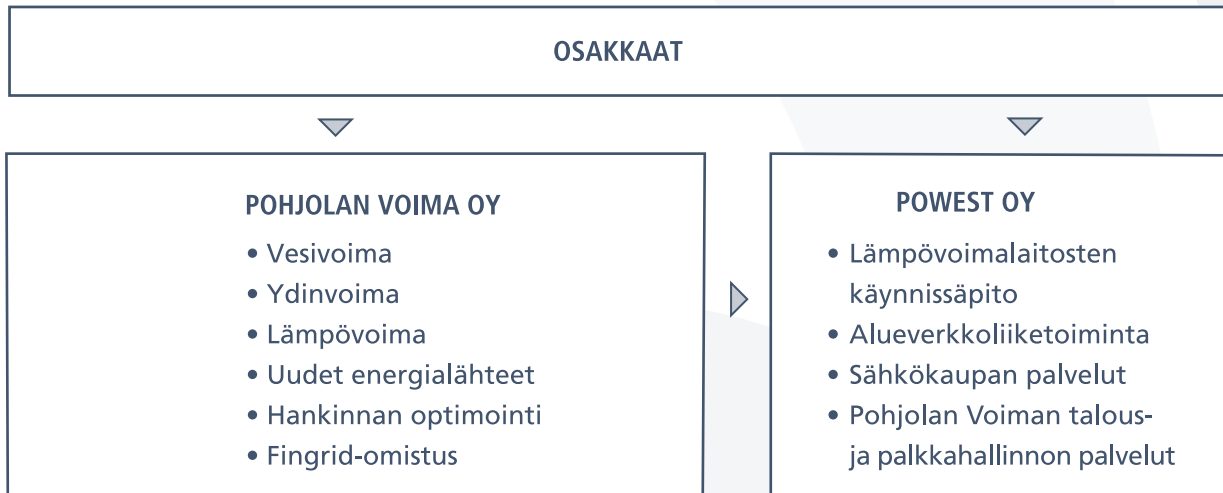 OSAKKAAT
POHJOLAN VOIMA OY
• Vesivoima
• Ydinvoima
• Lämpövoima
• Uudet energialähteet
• Hankinnan optimointi
• Fingrid-omistus
POWEST OY
• Lämpövoimalaitosten
käynnissäpito
• Alueverkkoliiketoiminta
• Sähkökaupan palvelut
• Pohjolan Voiman talous-
ja palkkahallinnon palvelut